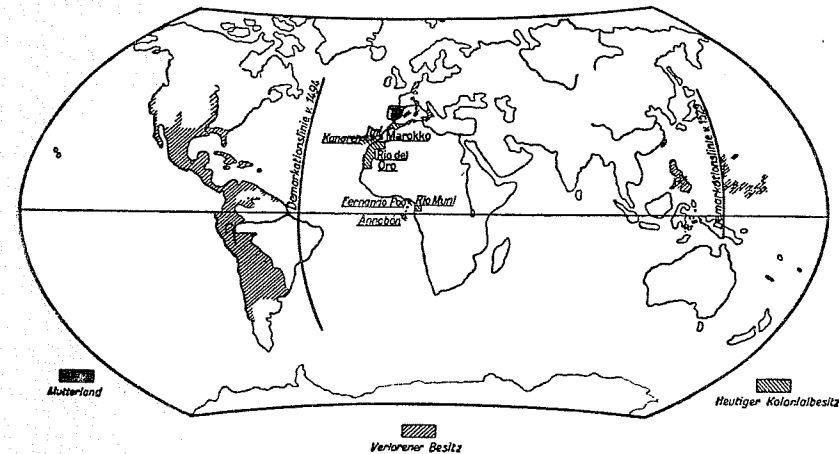 Demarkationslinie v. 1494
Kanaren
Ifni
Marokko
Rio del
Oro
Fernando Poo
Rio Muni
Annobón
Demarkationslinie v. 1529
Mutterland
Verlorener Besitz
Heutiger Kolonialbesitz